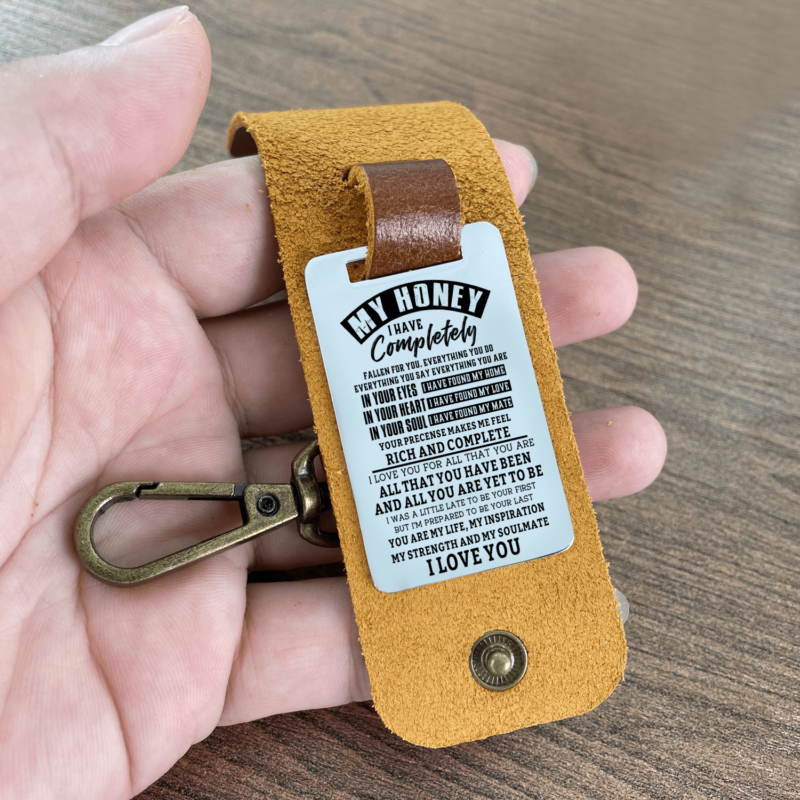 MY HONEY
I HAVE
Completely
FALLEN FOR YOU. EVERYTHING YOU DO
EVERYTHING YOU SAY EVERYTHING YOU ARE
IN YOUR EYES I HAVE FOUND MY HOME
IN YOUR HEART I HAVE FOUND MY LOVE
IN YOUR SOUL I HAVE FOUND MY MATE
YOUR PRECENSE MAKES ME FEEL
RICH AND COMPLETE
I LOVE YOU FOR ALL THAT YOU ARE
ALL THAT YOU HAVE BEEN
AND ALL YOU ARE YET TO BE
I WAS A LITTLE LATE TO BE YOUR FIRST
BUT I'M PREPARED TO BE YOUR LAST
YOU ARE MY LIFE, MY INSPIRATION
MY STRENGTH AND MY SOULMATE
I LOVE YOU